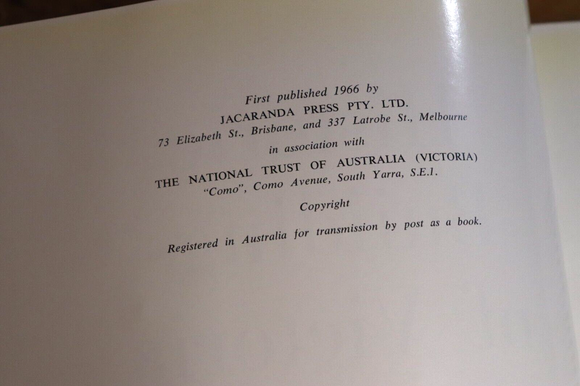 First published 1966 by
JACARANDA PRESS PTY. LTD.
73 Elizabeth St., Brisbane, and 337 Latrobe St., Melbourne
in association with
THE NATIONAL TRUST OF AUSTRALIA (VICTORIA)
"Como", Como Avenue, South Yarra, S.E.1.
Copyright
Registered in Australia for transmission by post as a book.